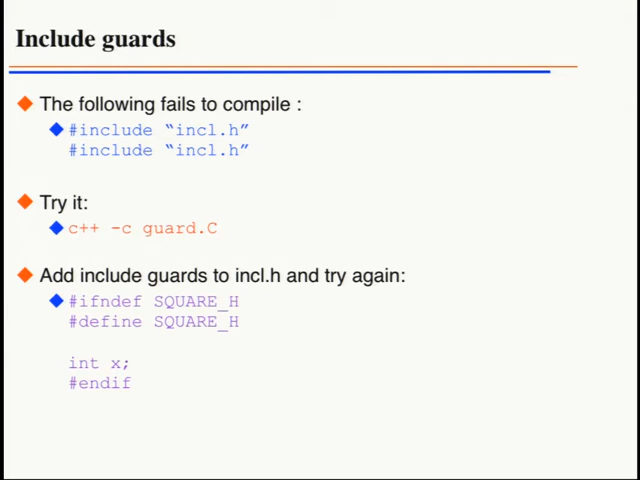 Include guards
The following fails to compile :
#include “incl.h”
#include “incl.h”
Try it:
c++ -c guard.C
Add include guards to incl.h and try again:
#ifndef SQUARE_H
#define SQUARE_H
int x;
#endif